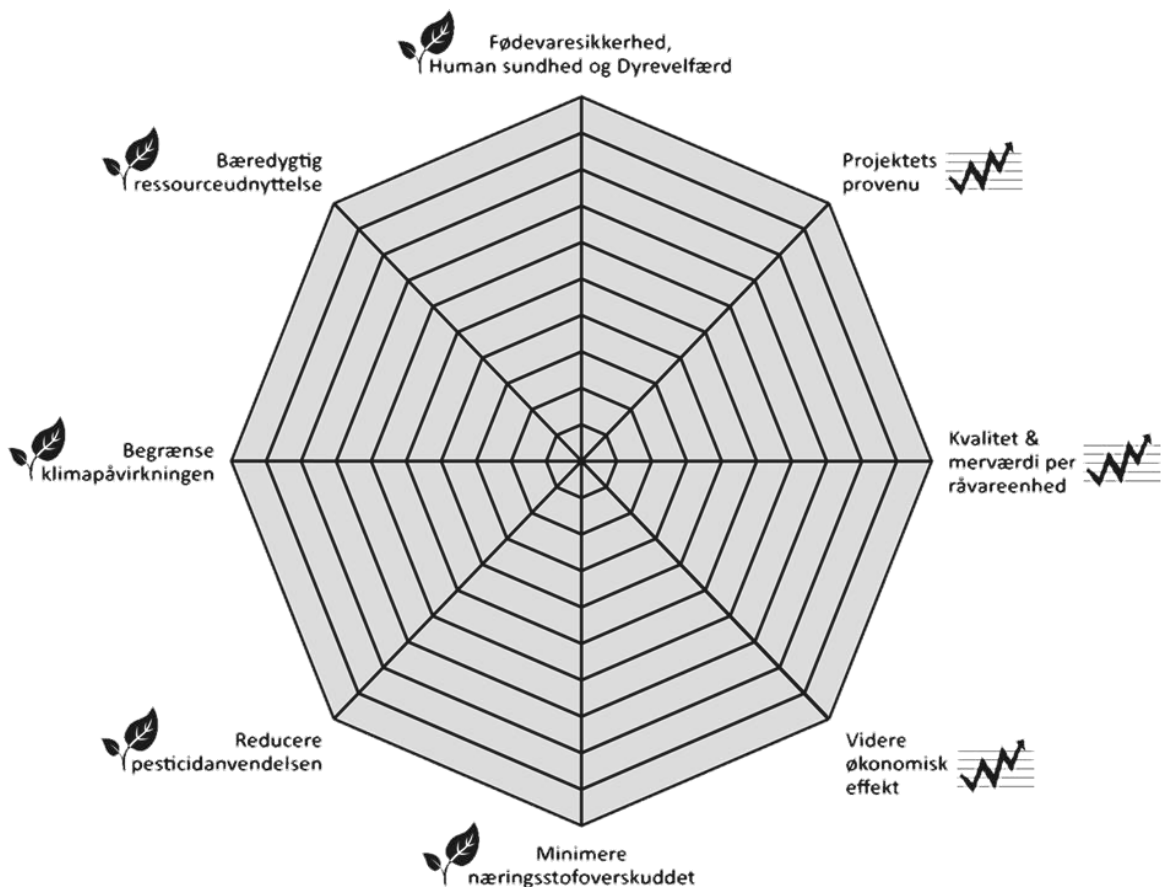 Fødevaresikkerhed,
Human sundhed og Dyrevelfærd
Bæredygtig
ressourceudnyttelse
Projektets
provenu
Begrænse
klimapåvirkningen
Kvalitet &
merværdi per
råvareenhed
Reducere
pesticidanvendelsen
Videre
økonomisk
effekt
Minimere
næringsstofoverskuddet